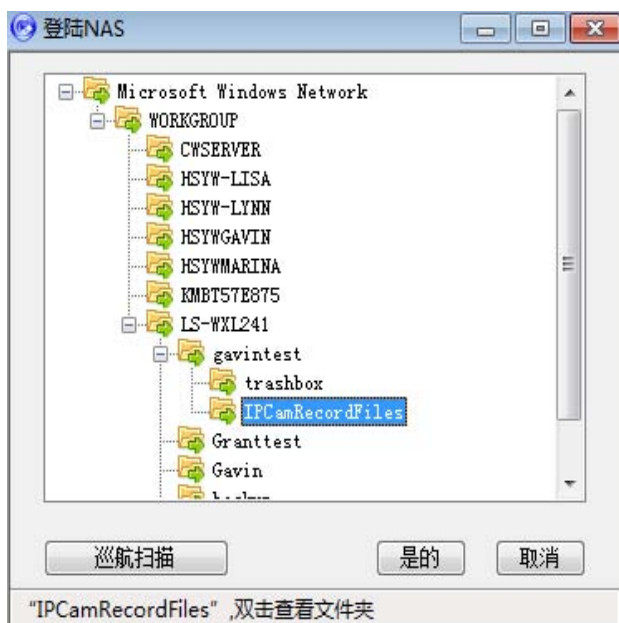 登陆NAS
Microsoft Windows Network
WORKGROUP
CWSERVER
HSYW-LISA
HSYW-LYNN
HSYWGAVIN
HSYWMARINA
KMBT57E875
LS-WXL241
gavintest
trashbox
IPCamRecordFiles
Granttest
Gavin
巡航扫描 是的 取消
“IPCamRecordFiles” ,双击查看文件夹